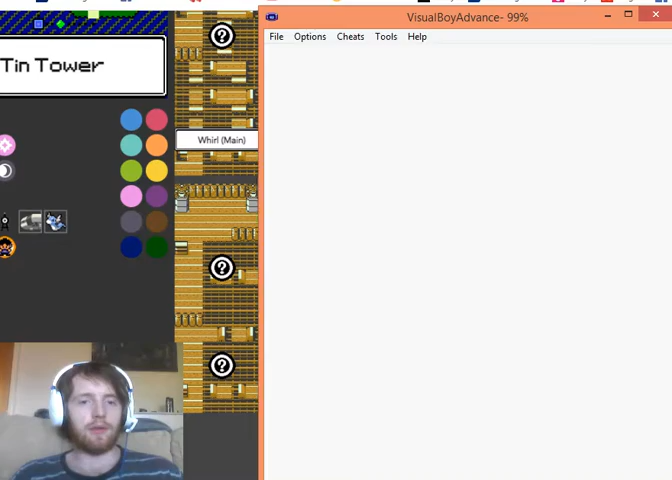 VisualBoyAdvance- 99%
File Options Cheats Tools Help
Tin Tower
Whirl (Main)
?
?
?